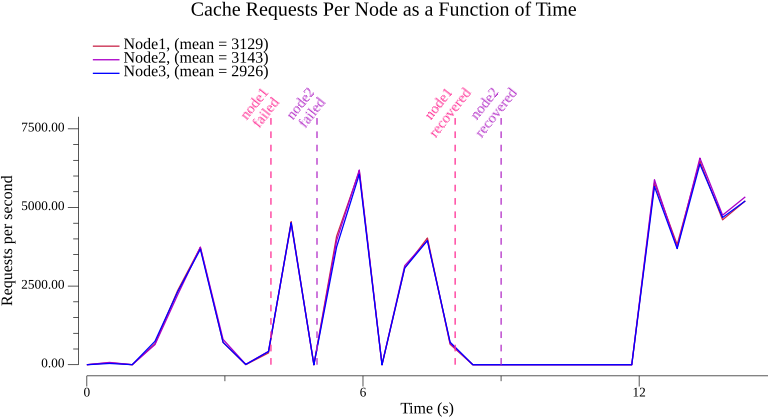 Cache Requests Per Node as a Function of Time
Node1, (mean = 3129)
Node2, (mean = 3143)
Node3, (mean = 2926)
node1
failed
node2
failed
node1
recovered
node2
recovered
7500.00
5000.00
2500.00
0.00
Requests per second
0
6
12
Time (s)